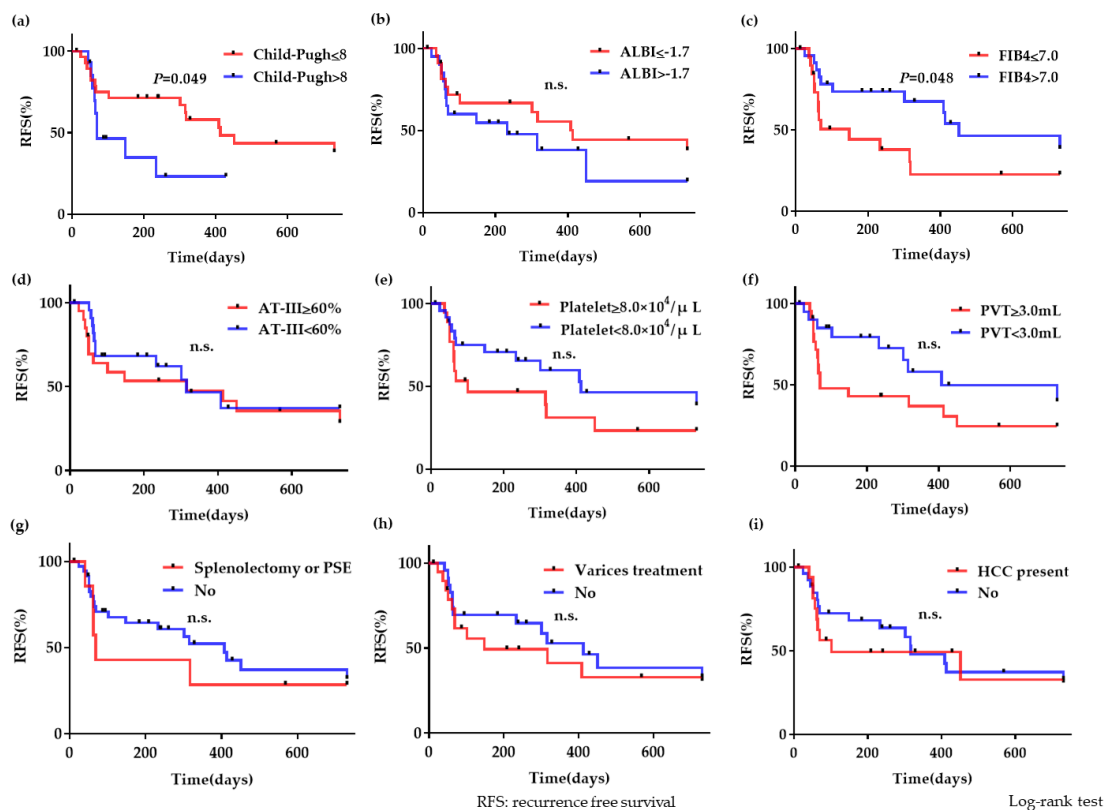 (a)
Child-Pugh≤8
Child-Pugh>8
P=0.049
RFS(%)
100
50
0
0 200 400 600
Time(days)
(b)
ALBI≤-1.7
ALBI>-1.7
n.s.
RFS(%)
100
50
0
0 200 400 600
Time(days)
(c)
FIB4≤7.0
FIB4>7.0
P=0.048
RFS(%)
100
50
0
0 200 400 600
Time(days)
(d)
AT-III≥60%
AT-III<60%
n.s.
RFS(%)
100
50
0
0 200 400 600
Time(days)
(e)
Platelet≥8.0×10⁴/μ L
Platelet<8.0×10⁴/μ L
n.s.
RFS(%)
100
50
0
0 200 400 600
Time(days)
(f)
PVT≥3.0mL
PVT<3.0mL
n.s.
RFS(%)
100
50
0
0 200 400 600
Time(days)
(g)
Splenolectomy or PSE
No
n.s.
RFS(%)
100
50
0
0 200 400 600
Time(days)
(h)
Varices treatment
No
n.s.
RFS(%)
100
50
0
0 200 400 600
Time(days)
(i)
HCC present
No
n.s.
RFS(%)
100
50
0
0 200 400 600
Time(days)
RFS: recurrence free survival
Log-rank test